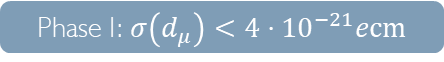 Phase I: σ(d_μ) < 4 · 10⁻²¹ ecm